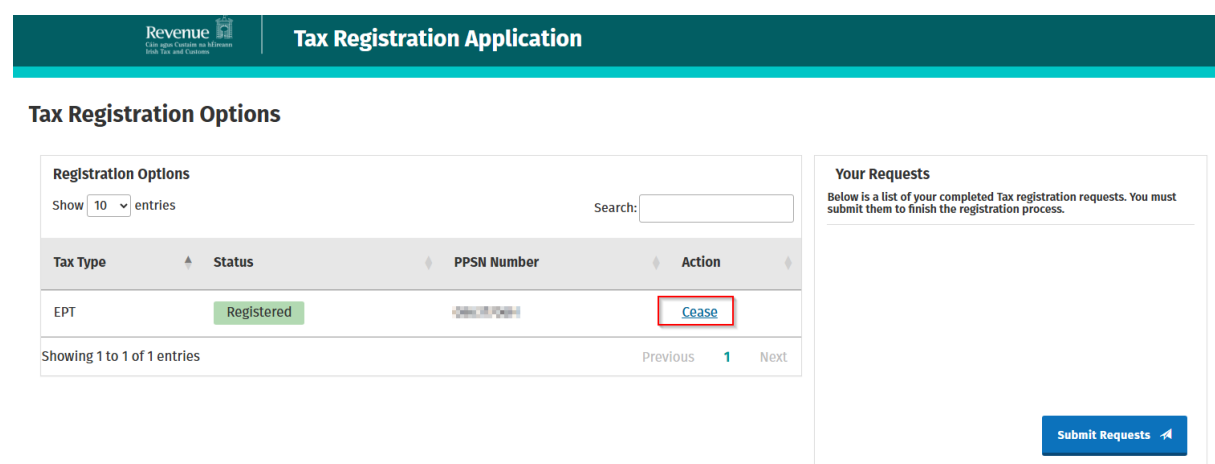 Revenue
Cáin agus Custaim na hÉireann
Irish Tax and Customs
Tax Registration Application
Tax Registration Options
Registration Options
Show 10 entries
Search:
Tax Type Status PPSN Number Action
EPT Registered Cease
Showing 1 to 1 of 1 entries
Previous 1 Next
Your Requests
Below is a list of your completed Tax registration requests. You must
submit them to finish the registration process.
Submit Requests